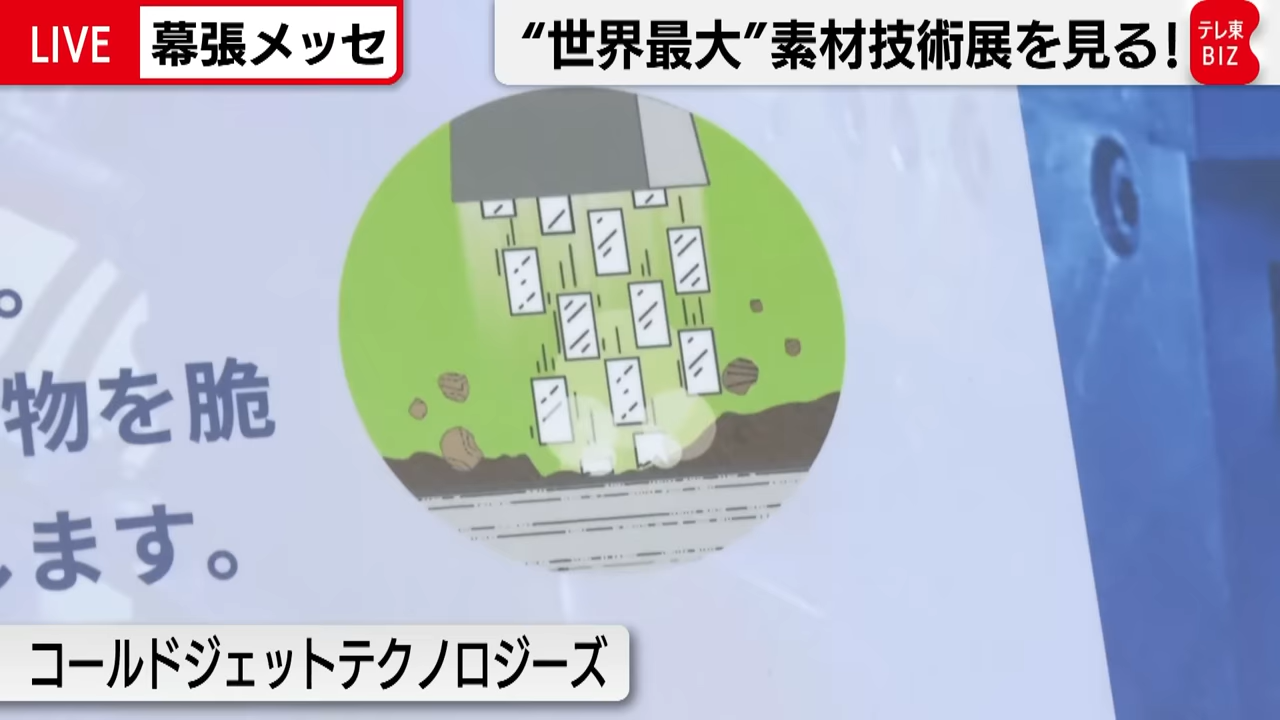 LIVE 幕張メッセ
“世界最大”素材技術展を見る!
テレ東
BIZ
。
物を脆
します。
コールドジェットテクノロジーズ